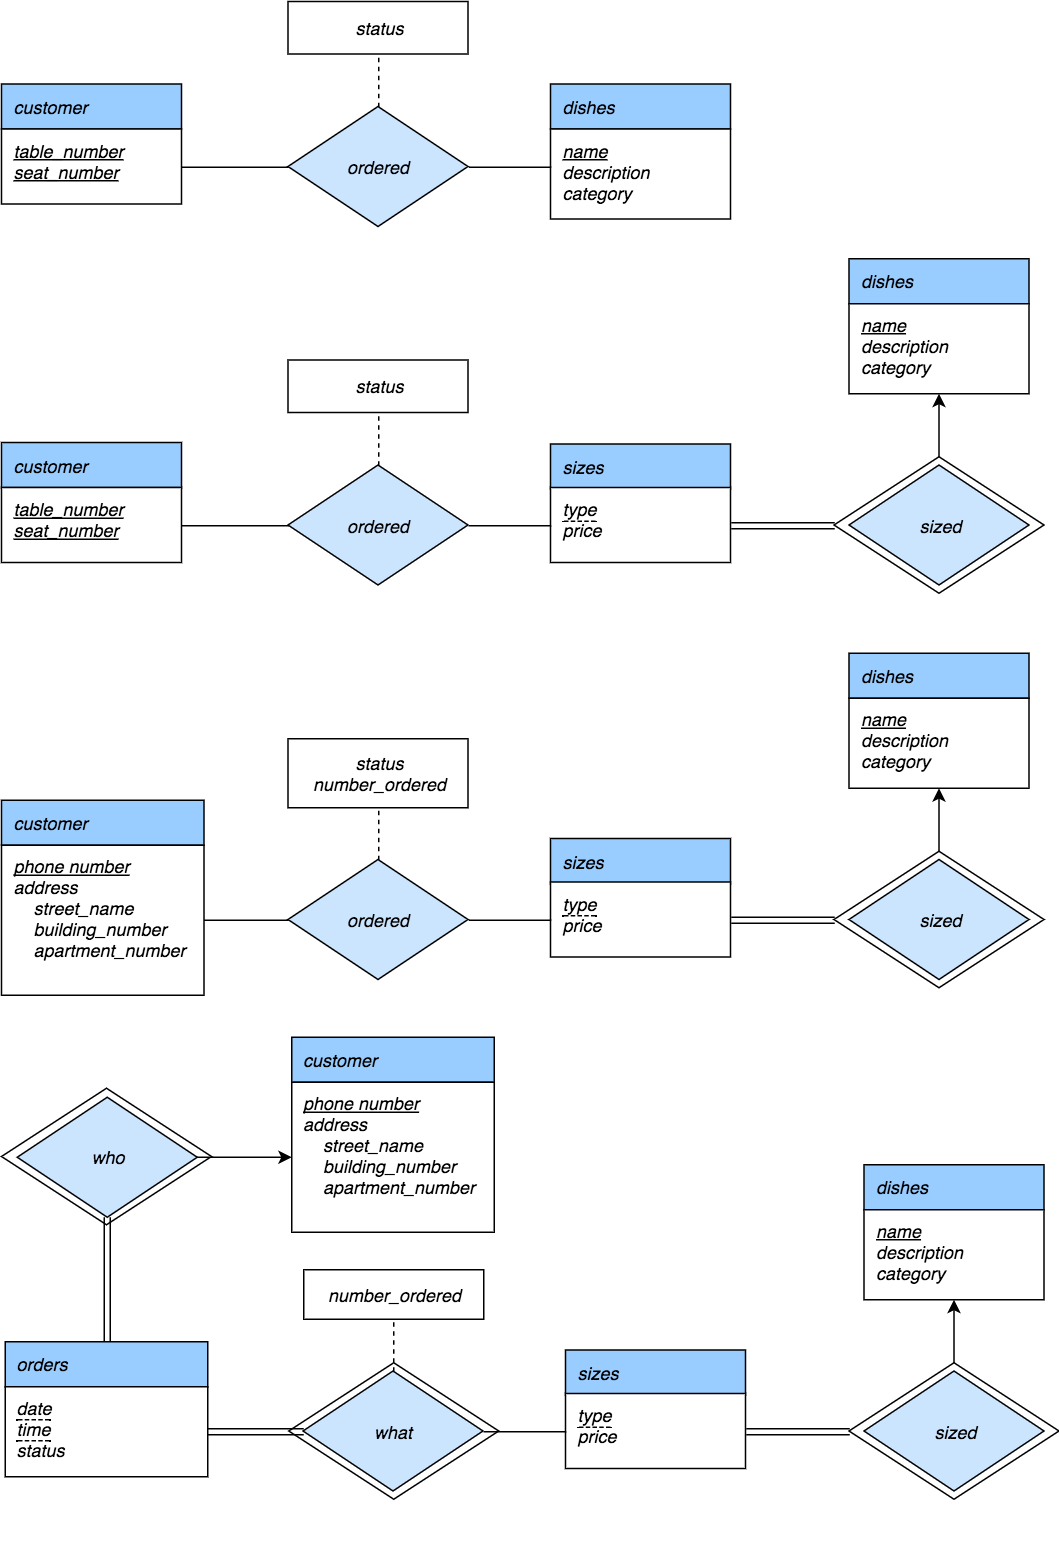 status
customer
table_number
seat_number
ordered
dishes
name
description
category
dishes
name
description
category
status
customer
table_number
seat_number
ordered
sizes
type
price
sized
dishes
name
description
category
status
number_ordered
customer
phone number
address
street_name
building_number
apartment_number
ordered
sizes
type
price
sized
customer
phone number
address
street_name
building_number
apartment_number
who
dishes
name
description
category
number_ordered
orders
date
time
status
what
sizes
type
price
sized